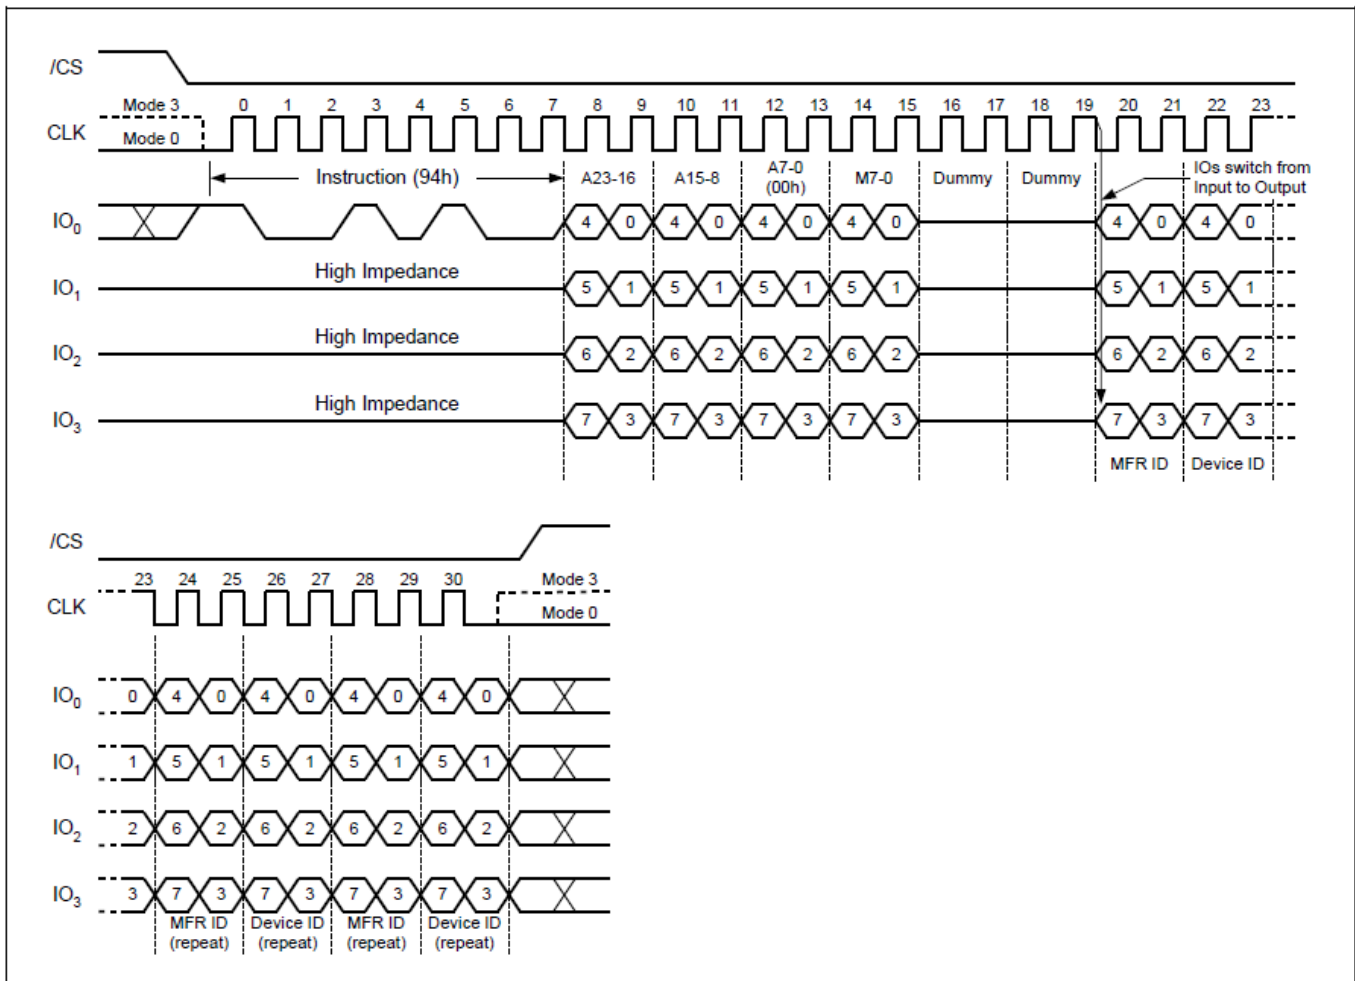 /CS
Mode 3 0 1 2 3 4 5 6 7 8 9 10 11 12 13 14 15 16 17 18 19 20 21 22 23
CLK
Mode 0
Instruction (94h) A23-16 A15-8 A7-0 (00h) M7-0 Dummy Dummy IOs switch from Input to Output
IO0 4 0 4 0 4 0 4 0 4 0 4 0
High Impedance
IO1 5 1 5 1 5 1 5 1 5 1 5 1
High Impedance
IO2 6 2 6 2 6 2 6 2 6 2 6 2
High Impedance
IO3 7 3 7 3 7 3 7 3 7 3 7 3
MFR ID Device ID
/CS
23 24 25 26 27 28 29 30 Mode 3
CLK
Mode 0
IO0 0 4 0 4 0 4 0 4 0
IO1 1 5 1 5 1 5 1 5 1
IO2 2 6 2 6 2 6 2 6 2
IO3 3 7 3 7 3 7 3 7 3
MFR ID Device ID MFR ID Device ID
(repeat) (repeat) (repeat) (repeat)